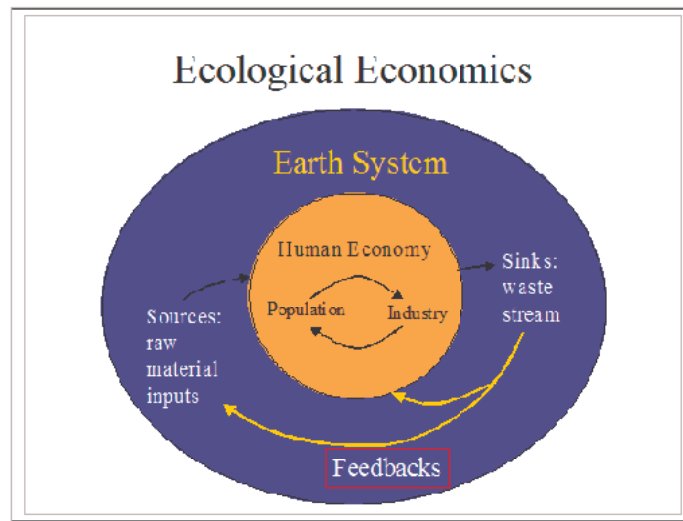 Ecological Economics
Earth System
Human Economy
Population
Industry
Sources:
raw
material
inputs
Sinks:
waste
stream
Feedbacks